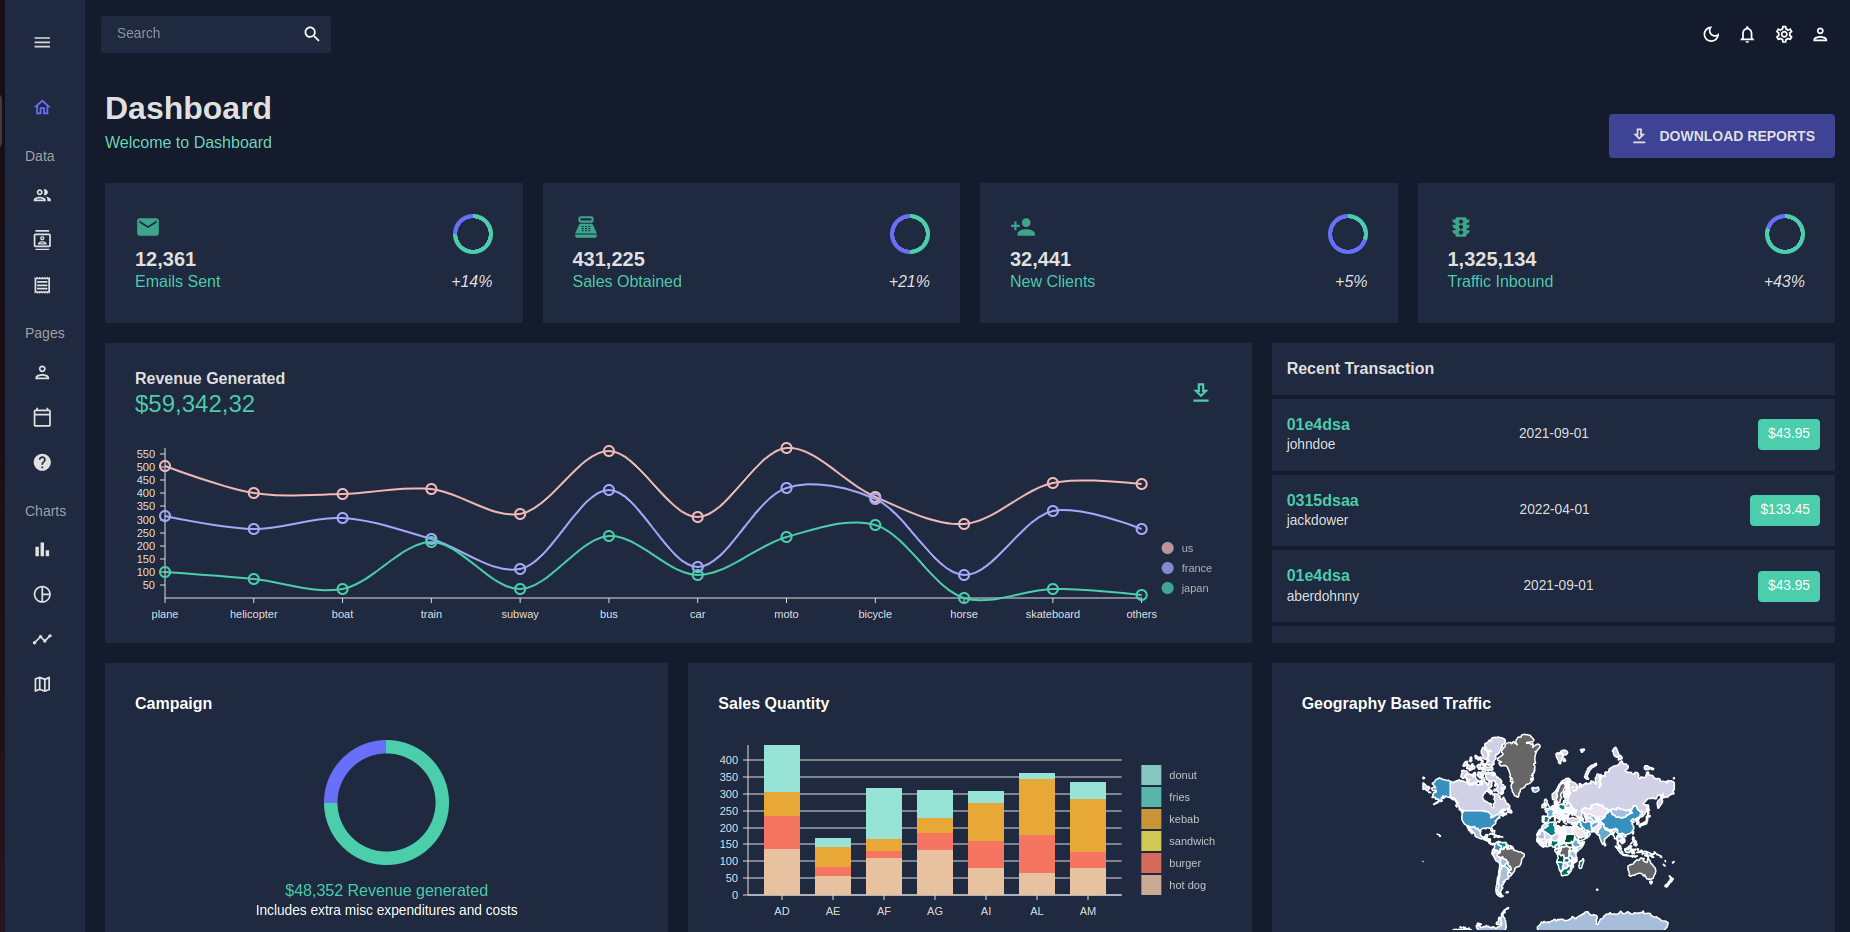 Search
Dashboard
Welcome to Dashboard
DOWNLOAD REPORTS
Data
Pages
Charts
12,361
Emails Sent
+14%
431,225
Sales Obtained
+21%
32,441
New Clients
+5%
1,325,134
Traffic Inbound
+43%
Revenue Generated
$59,342,32
550
500
450
400
350
300
250
200
150
100
50
plane
helicopter
boat
train
subway
bus
car
moto
bicycle
horse
skateboard
others
us
france
japan
Recent Transaction
01e4dsa
johndoe
2021-09-01
$43.95
0315dsaa
jackdower
2022-04-01
$133.45
01e4dsa
aberdohnny
2021-09-01
$43.95
Campaign
$48,352 Revenue generated
Includes extra misc expenditures and costs
Sales Quantity
400
350
300
250
200
150
100
50
0
AD
AE
AF
AG
AI
AL
AM
donut
fries
kebab
sandwich
burger
hot dog
Geography Based Traffic